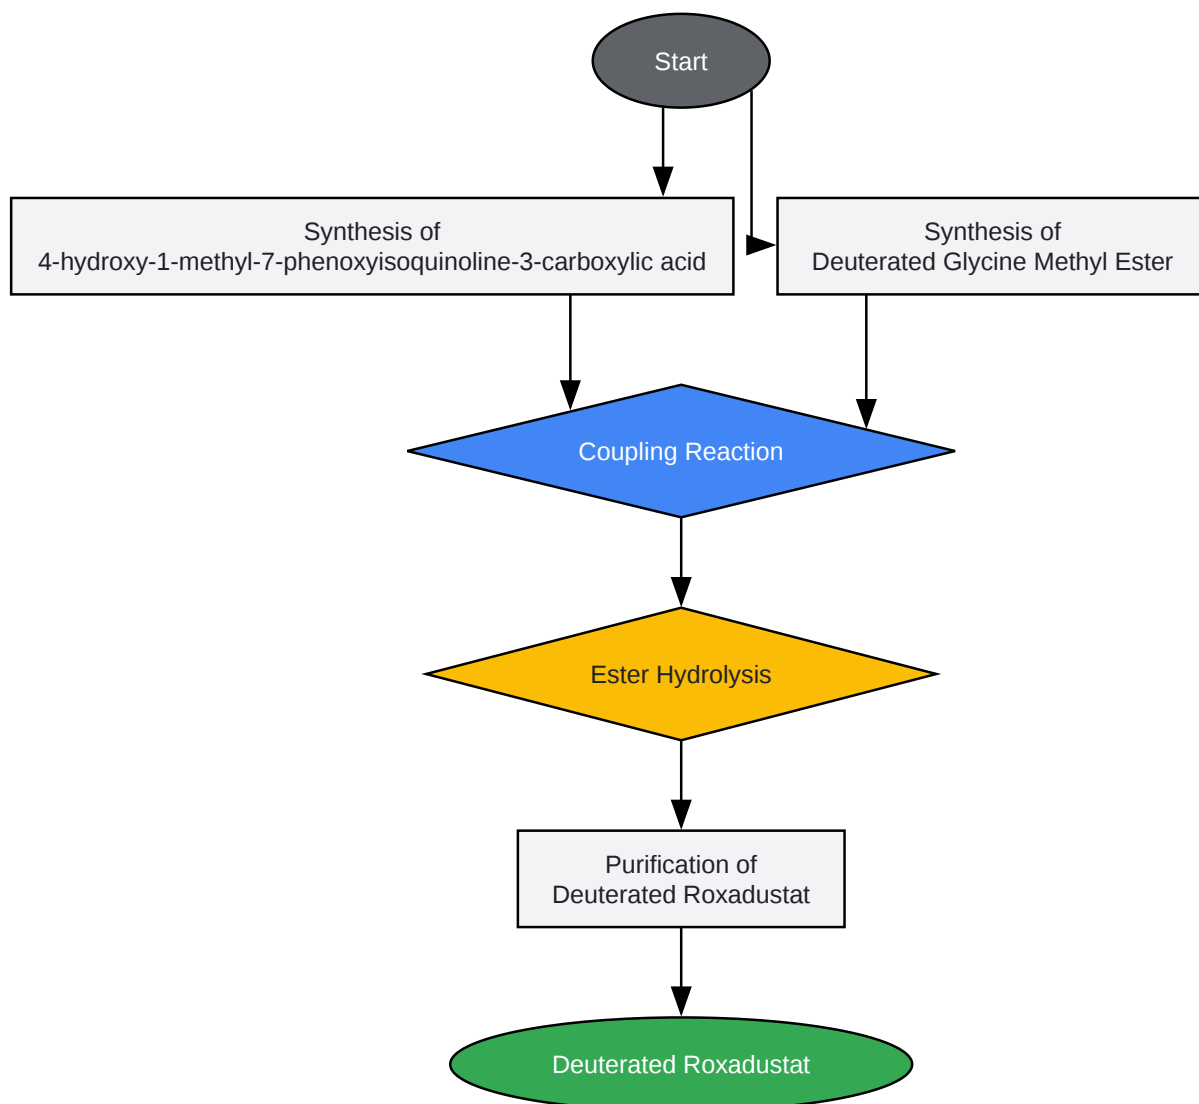 Start
Synthesis of
4-hydroxy-1-methyl-7-phenoxyisoquinoline-3-carboxylic acid
Synthesis of
Deuterated Glycine Methyl Ester
Coupling Reaction
Ester Hydrolysis
Purification of
Deuterated Roxadustat
Deuterated Roxadustat